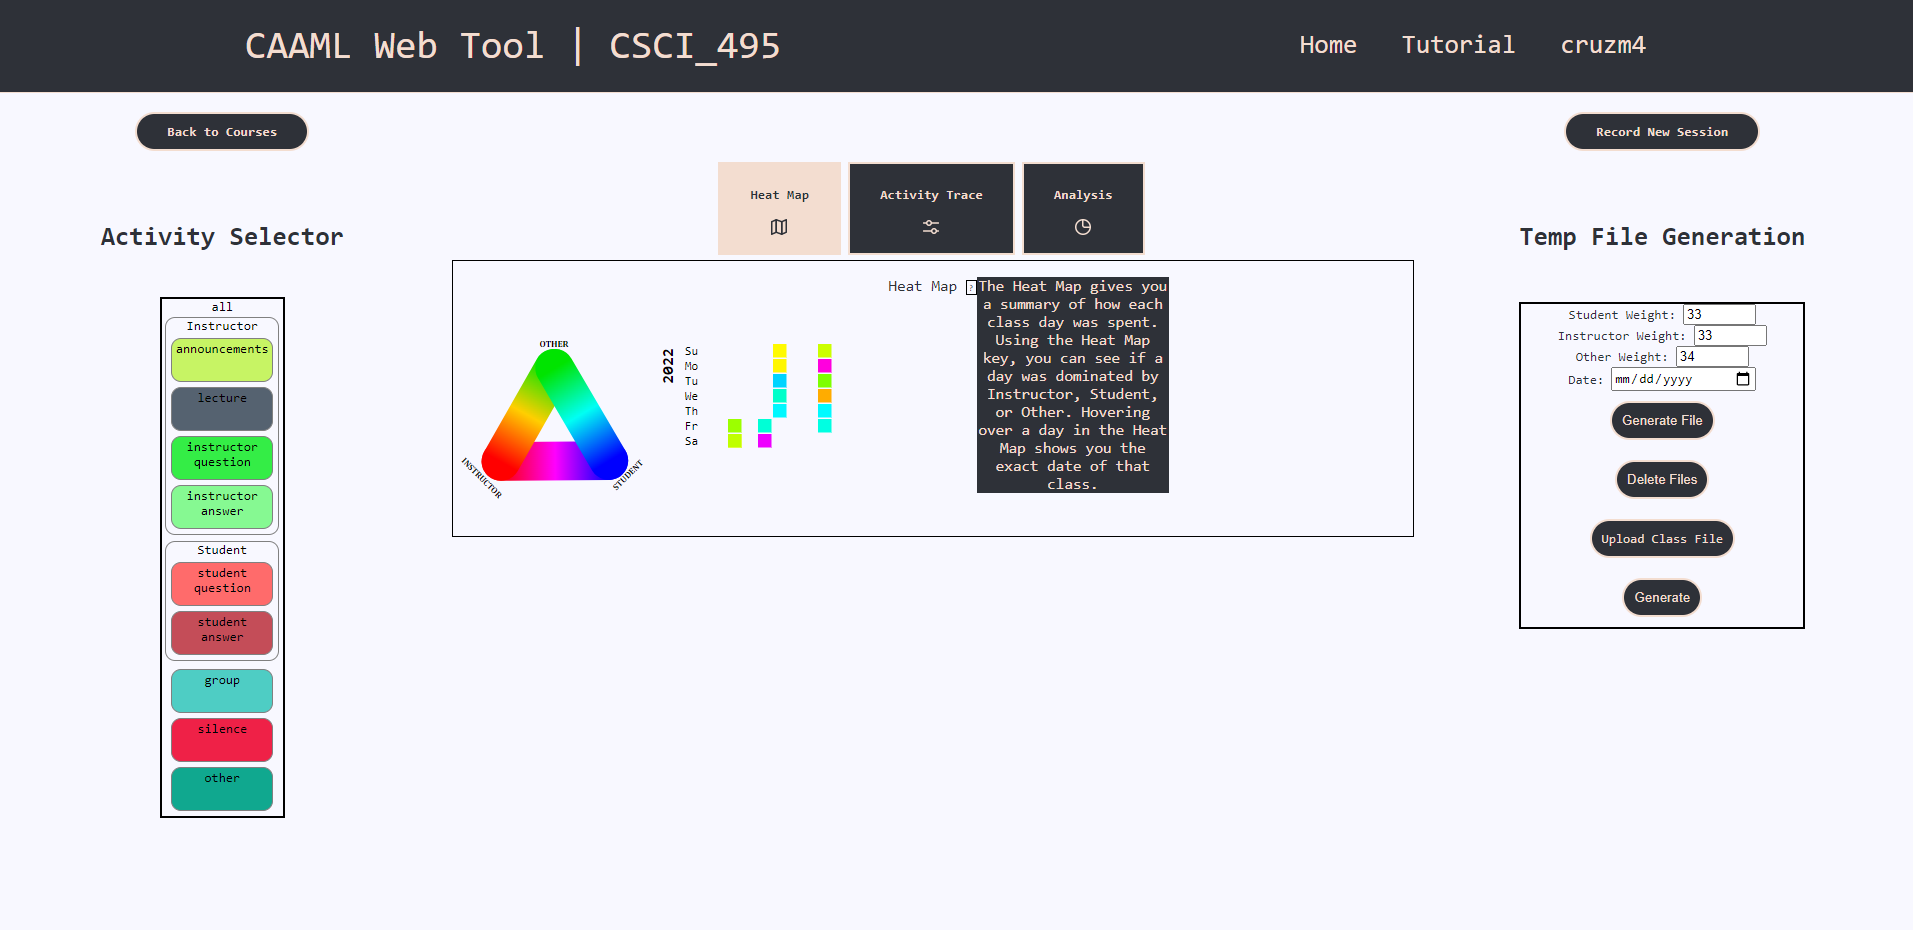 CAAML Web Tool | CSCI_495
Home
Tutorial
cruzm4
Back to Courses
Record New Session
Heat Map
Activity Trace
Analysis
Activity Selector
Temp File Generation
all
Instructor
announcements
lecture
instructor
question
instructor
answer
Student
student
question
student
answer
group
silence
other
Heat Map ?
The Heat Map gives you
a summary of how each
class day was spent.
Using the Heat Map
key, you can see if a
day was dominated by
Instructor, Student,
or Other. Hovering
over a day in the Heat
Map shows you the
exact date of that
class.
OTHER
INSTRUCTOR
STUDENT
2022
Su
Mo
Tu
We
Th
Fr
Sa
Student Weight: 33
Instructor Weight: 33
Other Weight: 34
Date: mm/dd/yyyy
Generate File
Delete Files
Upload Class File
Generate